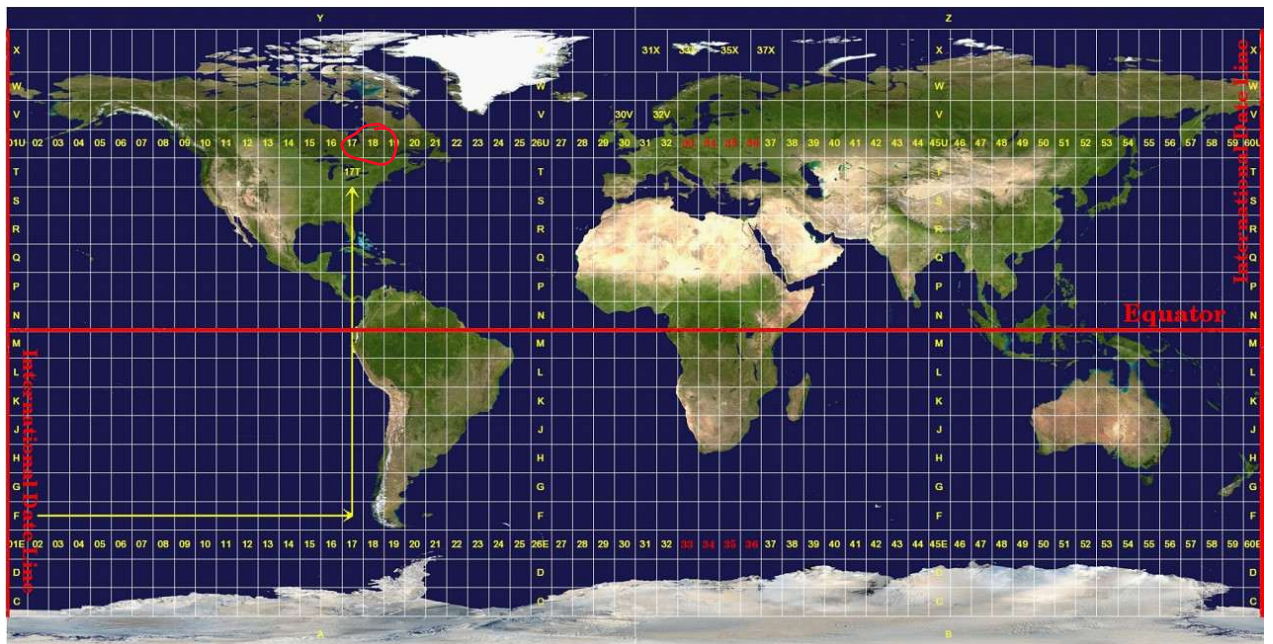 Y Z
X X 31X 33X 35X 37X X X
W W W W
V V 30V 32V V V
01U 02 03 04 05 06 07 08 09 10 11 12 13 14 15 16 17 18 19 20 21 22 23 24 25 26U 27 28 29 30 31 32 33 34 35 36 37 38 39 40 41 42 43 44 45U 46 47 48 49 50 51 52 53 54 55 56 57 58 59 60U
T 17T T T T
S S S S
R R R R
Q Q Q Q
P P P P
N N N N
Equator
International Date Line
M M M M
L L L L
K K K K
J J J J
H H H H
G G G G
F 17 F F F
International Date Line
01E 02 03 04 05 06 07 08 09 10 11 12 13 14 15 16 17 18 19 20 21 22 23 24 25 26E 27 28 29 30 31 32 33 34 35 36 37 38 39 40 41 42 43 44 45E 46 47 48 49 50 51 52 53 54 55 56 57 58 59 60E
D D D D
C C C C
A B